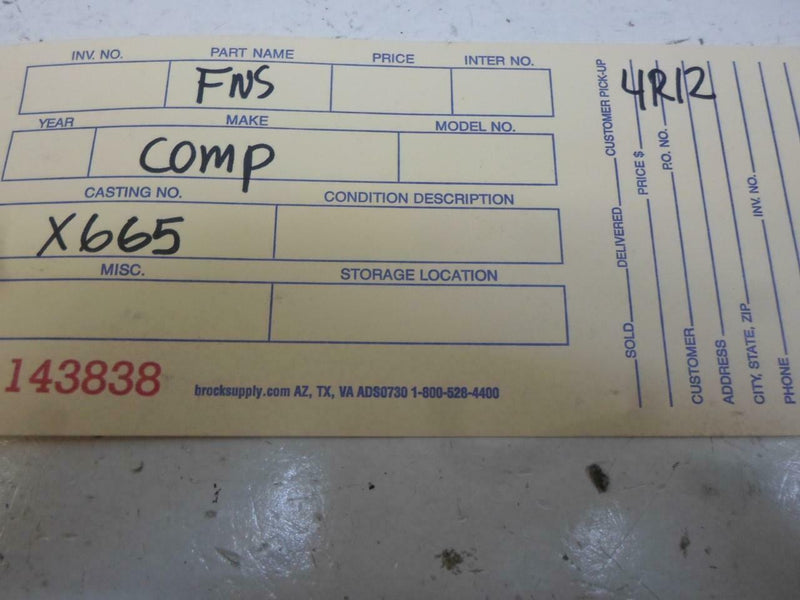 INV. NO. PART NAME PRICE INTER NO.
FNS
YEAR MAKE MODEL NO.
COMP
CASTING NO. CONDITION DESCRIPTION
X665
MISC. STORAGE LOCATION
143838 brocksupply.com AZ, TX, VA ADS0730 1-800-528-4400
4R12
SOLD DELIVERED CUSTOMER PICK-UP
PRICE $
P.O. NO.
CUSTOMER
ADDRESS
CITY, STATE, ZIP INV. NO.
PHONE